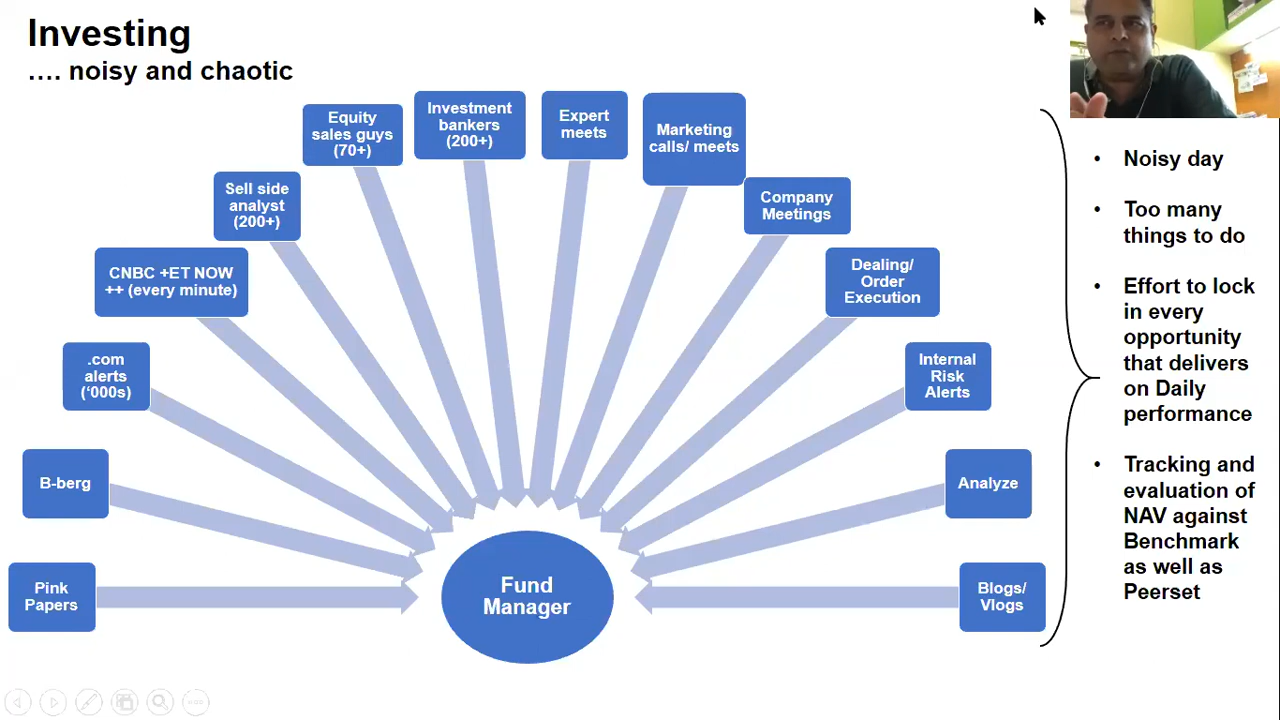 Investing
…. noisy and chaotic
Equity
sales guys
(70+)
Investment
bankers
(200+)
Expert
meets
Marketing
calls/ meets
Sell side
analyst
(200+)
Company
Meetings
CNBC +ET NOW
++ (every minute)
Dealing/
Order
Execution
.com
alerts
(‘000s)
Internal
Risk
Alerts
B-berg
Analyze
Pink
Papers
Fund
Manager
Blogs/
Vlogs
• Noisy day
• Too many
things to do
• Effort to lock
in every
opportunity
that delivers
on Daily
performance
• Tracking and
evaluation of
NAV against
Benchmark
as well as
Peerset